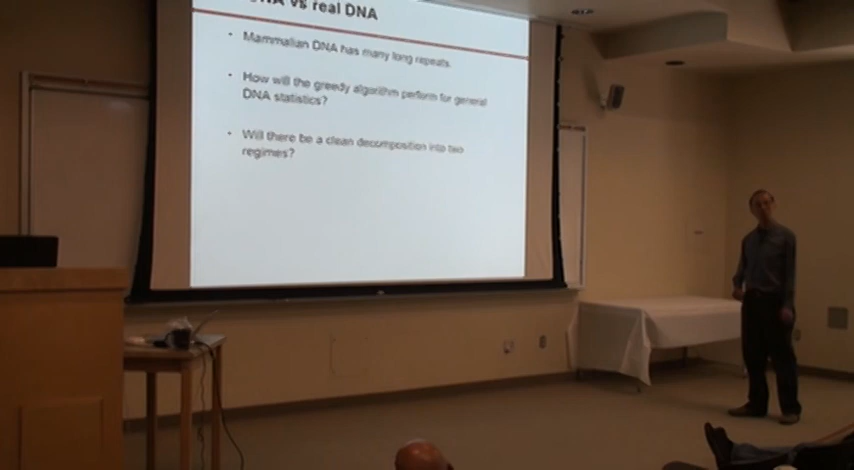 vs real DNA
• Mammalian DNA has many long repeats.
• How will the greedy algorithm perform for general
DNA statistics?
• Will there be a clean decomposition into two
regimes?